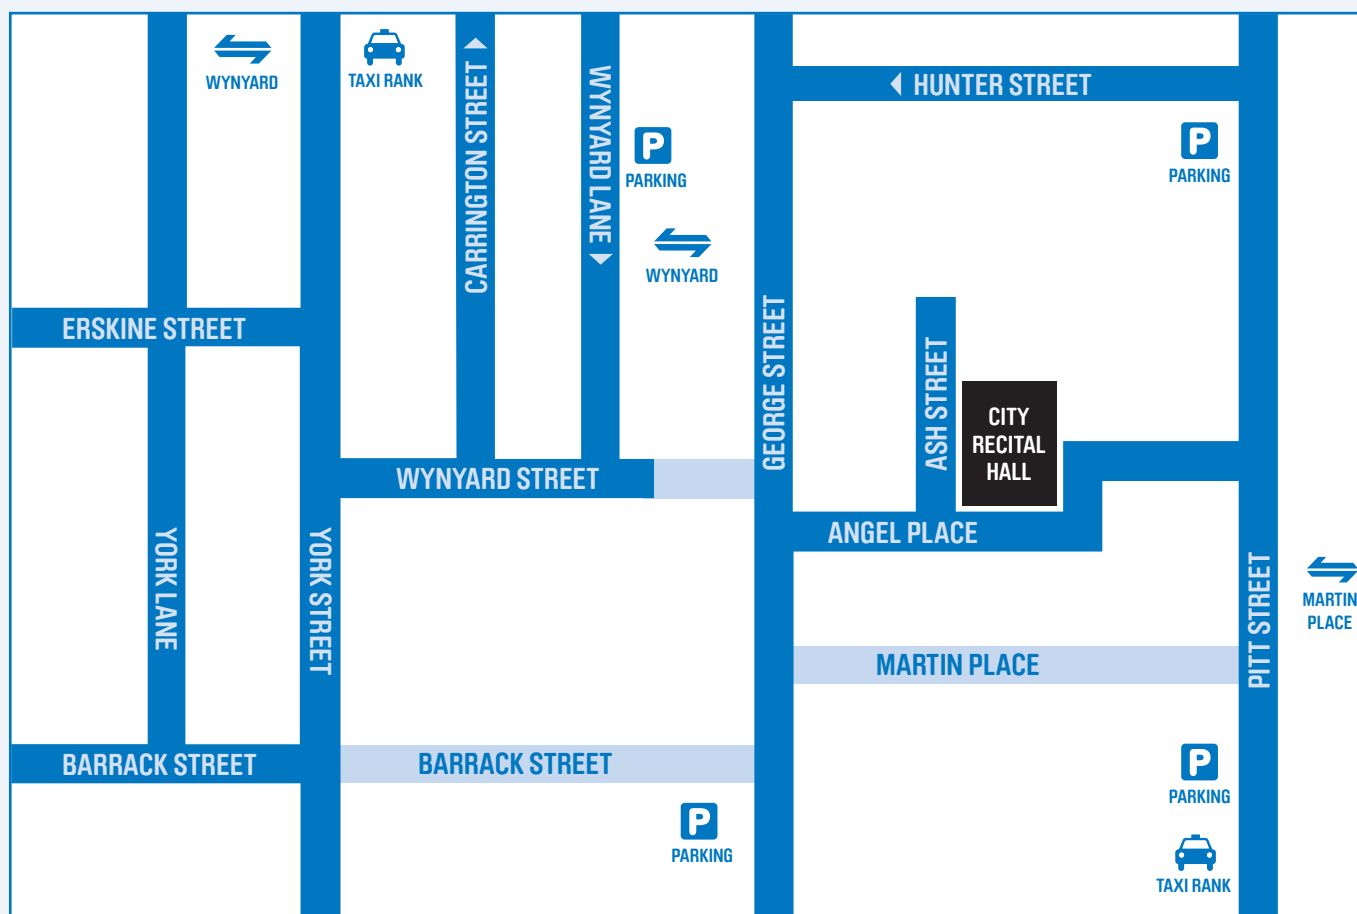 WYNYARD
TAXI RANK
CARRINGTON STREET
WYNYARD LANE
P
PARKING
WYNYARD
HUNTER STREET
P
PARKING
ERSKINE STREET
GEORGE STREET
ASH STREET
CITY
RECITAL
HALL
WYNYARD STREET
ANGEL PLACE
YORK LANE
YORK STREET
PITT STREET
MARTIN
PLACE
MARTIN PLACE
BARRACK STREET
BARRACK STREET
P
PARKING
P
PARKING
TAXI RANK